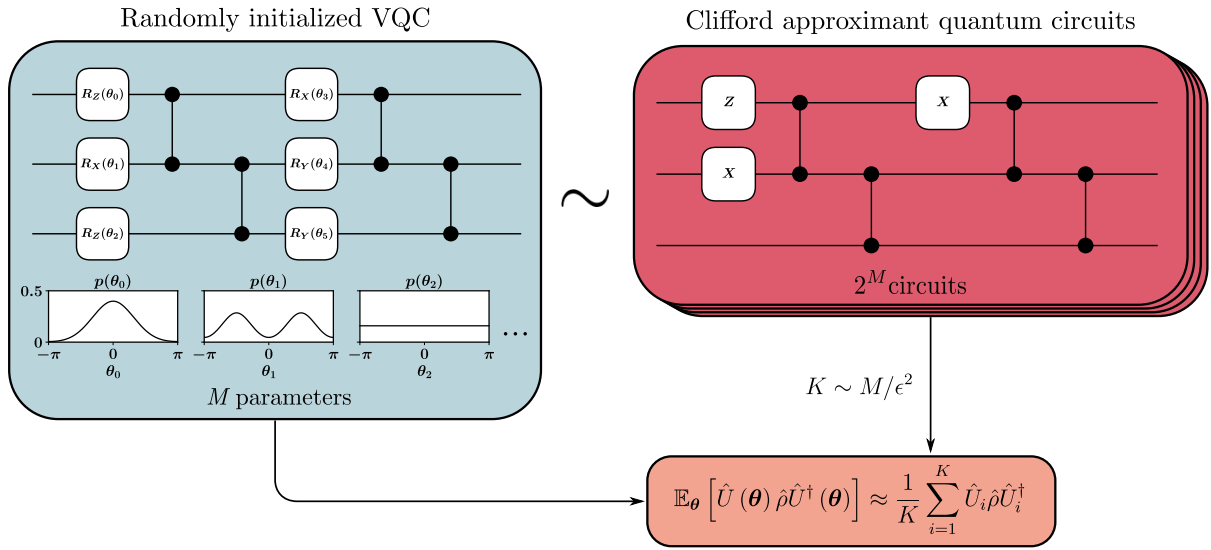 Randomly initialized VQC
R_Z(θ_0)
R_X(θ_3)
R_X(θ_1)
R_Y(θ_4)
R_Z(θ_2)
R_Y(θ_5)
p(θ_0)
p(θ_1)
p(θ_2)
0.5
0
−π 0 π
−π 0 π
−π 0 π
...
θ_0
θ_1
θ_2
M parameters
∼
Clifford approximant quantum circuits
Z
X
X
2^M circuits
K ∼ M/ϵ^2
𝔼_θ [Û (θ) ρ̂Û† (θ)] ≈ 1/K ∑_{i=1}^{K} Û_i ρ̂Û_i†